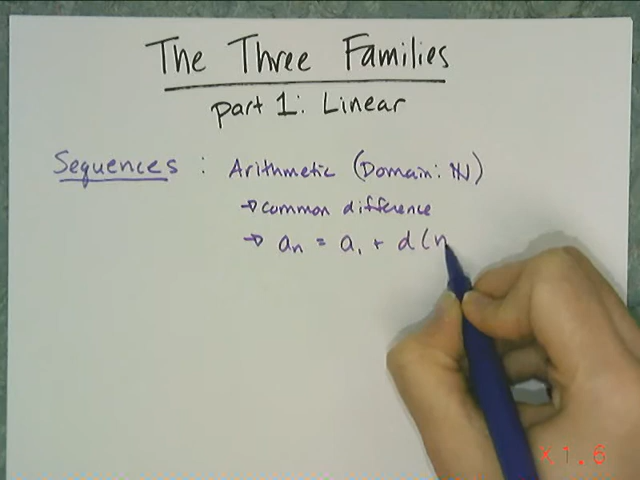 The Three Families
part 1: Linear
Sequences : Arithmetic (Domain: ℕ)
→ common difference
→ aₙ = a₁ + d(n
×1.6